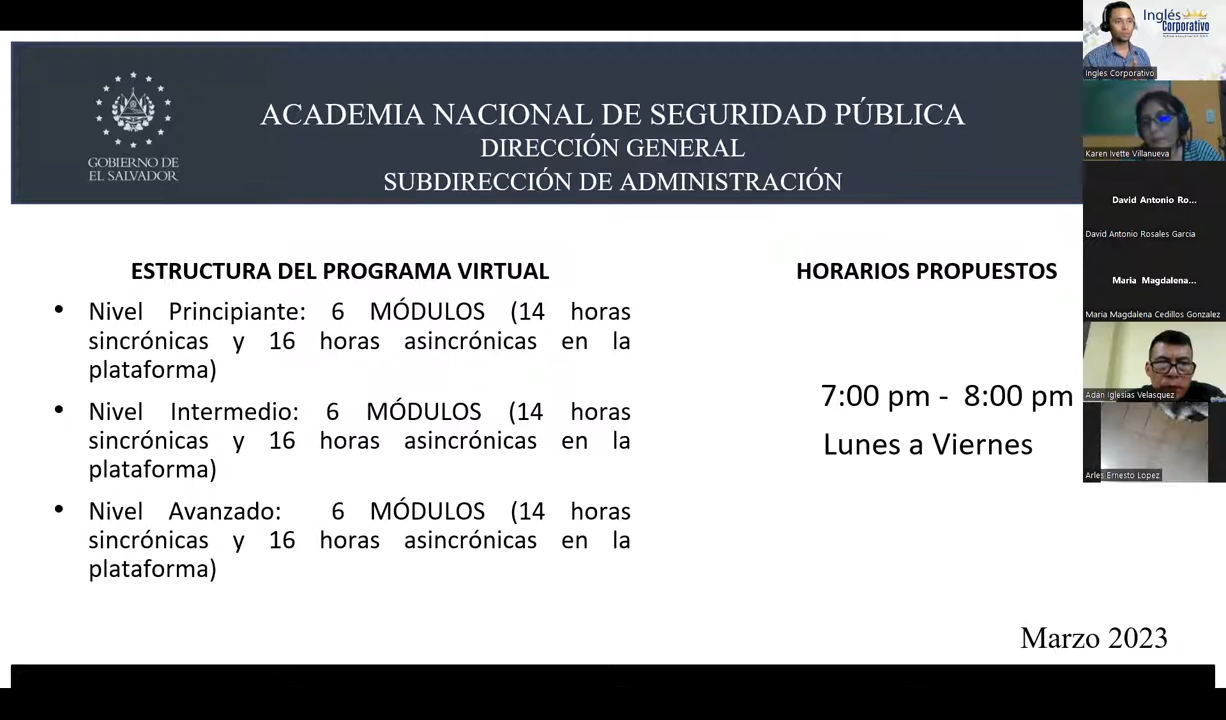 GOBIERNO DE
EL SALVADOR
ACADEMIA NACIONAL DE SEGURIDAD PÚBLICA
DIRECCIÓN GENERAL
SUBDIRECCIÓN DE ADMINISTRACIÓN
ESTRUCTURA DEL PROGRAMA VIRTUAL
• Nivel Principiante: 6 MÓDULOS (14 horas
sincrónicas y 16 horas asincrónicas en la
plataforma)
• Nivel Intermedio: 6 MÓDULOS (14 horas
sincrónicas y 16 horas asincrónicas en la
plataforma)
• Nivel Avanzado: 6 MÓDULOS (14 horas
sincrónicas y 16 horas asincrónicas en la
plataforma)
HORARIOS PROPUESTOS
7:00 pm - 8:00 pm
Lunes a Viernes
Marzo 2023
Inglés
Corporativo
Ingles Corporativo
Karen Ivette Villanueva
David Antonio Ro...
David Antonio Rosales Garcia
Maria Magdalena...
Maria Magdalena Cedillos Gonzalez
Adán Iglesias Velasquez
Arles Ernesto Lopez